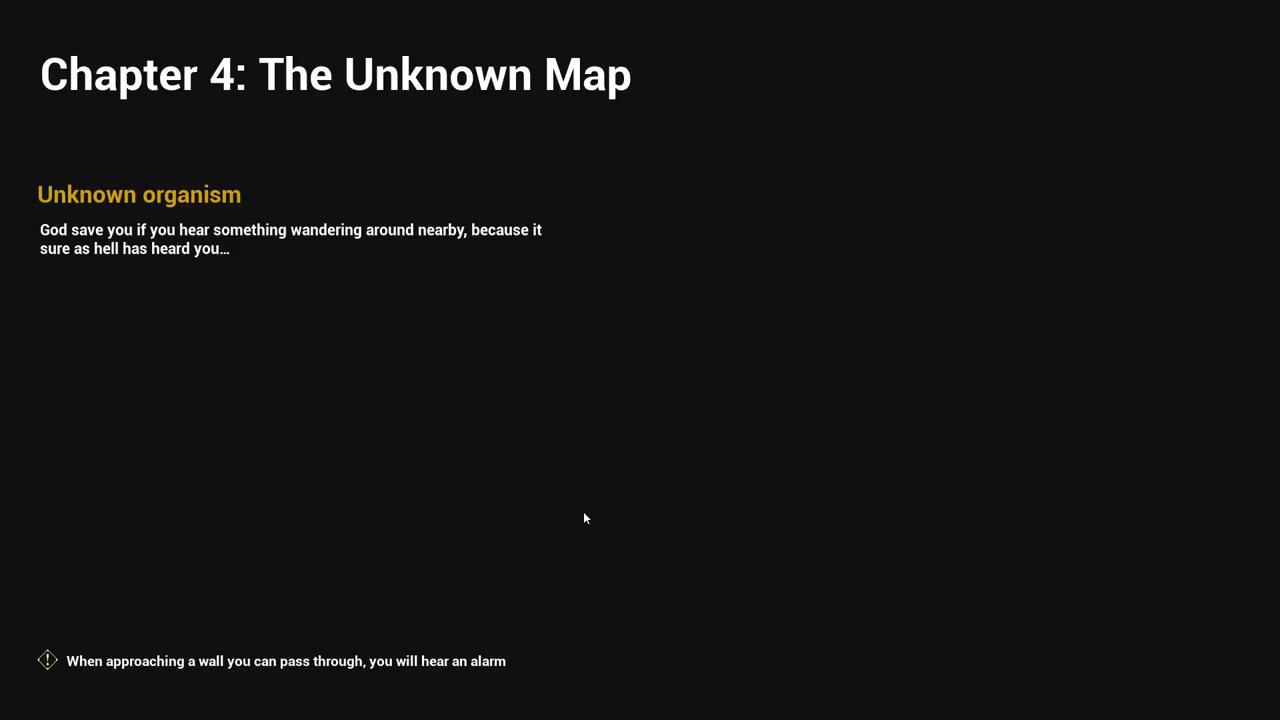 Chapter 4: The Unknown Map
Unknown organism
God save you if you hear something wandering around nearby, because it
sure as hell has heard you…
When approaching a wall you can pass through, you will hear an alarm